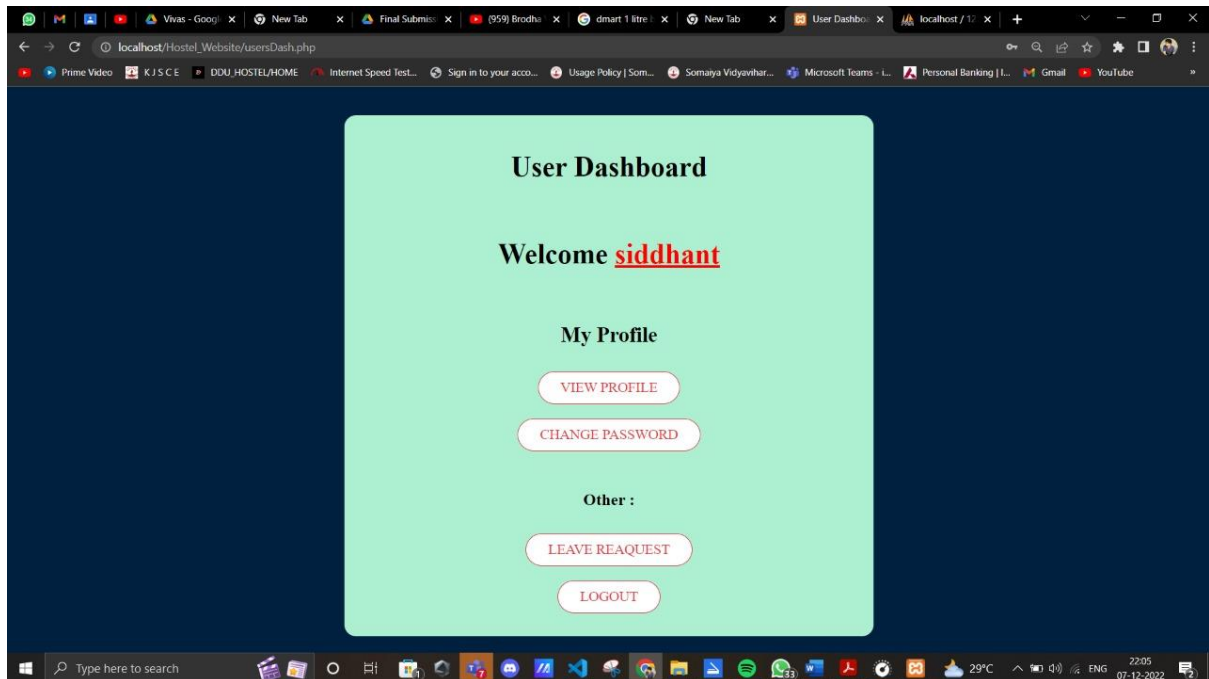 Vivas - Googl
New Tab
Final Submiss
(959) Brodha
dmart 1 litre
New Tab
User Dashboa
localhost / 12
localhost/Hostel_Website/usersDash.php
Prime Video
K J S C E
DDU_HOSTEL/HOME
Internet Speed Test...
Sign in to your acco...
Usage Policy | Som...
Somaiya Vidyavihar...
Microsoft Teams - i...
Personal Banking | I...
Gmail
YouTube
User Dashboard
Welcome siddhant
My Profile
VIEW PROFILE
CHANGE PASSWORD
Other :
LEAVE REAQUEST
LOGOUT
Type here to search
29°C
ENG
22:05
07-12-2022